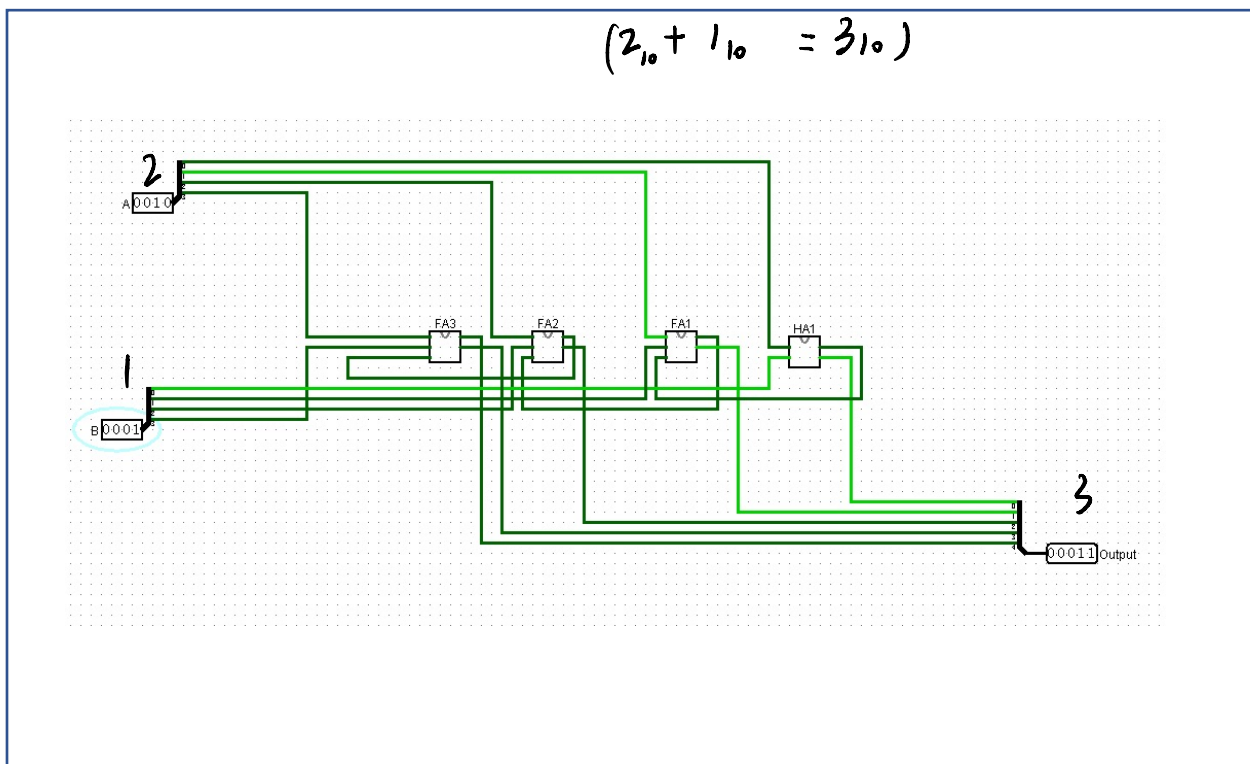 (2₁₀ + 1₁₀ = 3₁₀)
2
A 0010
FA3 FA2 FA1 HA1
1
B 0001
3
00011 Output